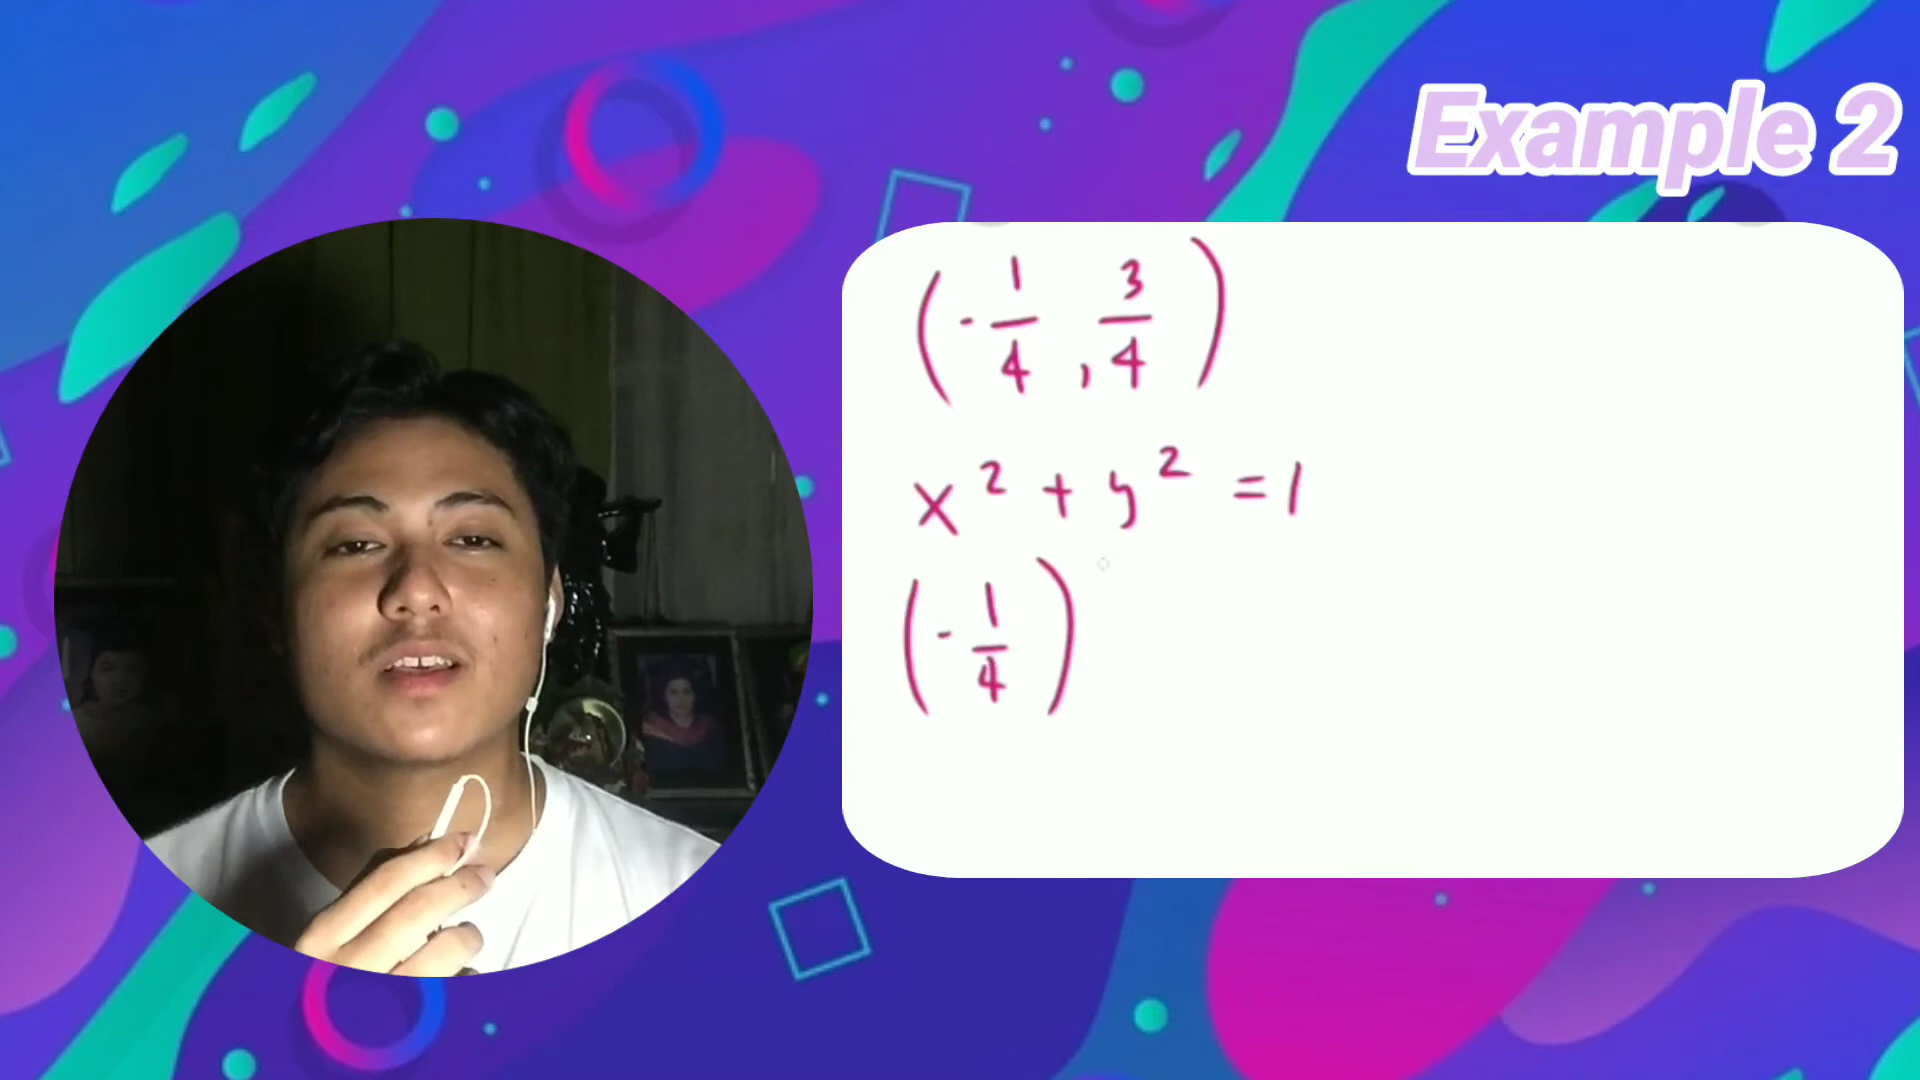 Example 2
(-1/4, 3/4)
x² + y² = 1
(-1/4)